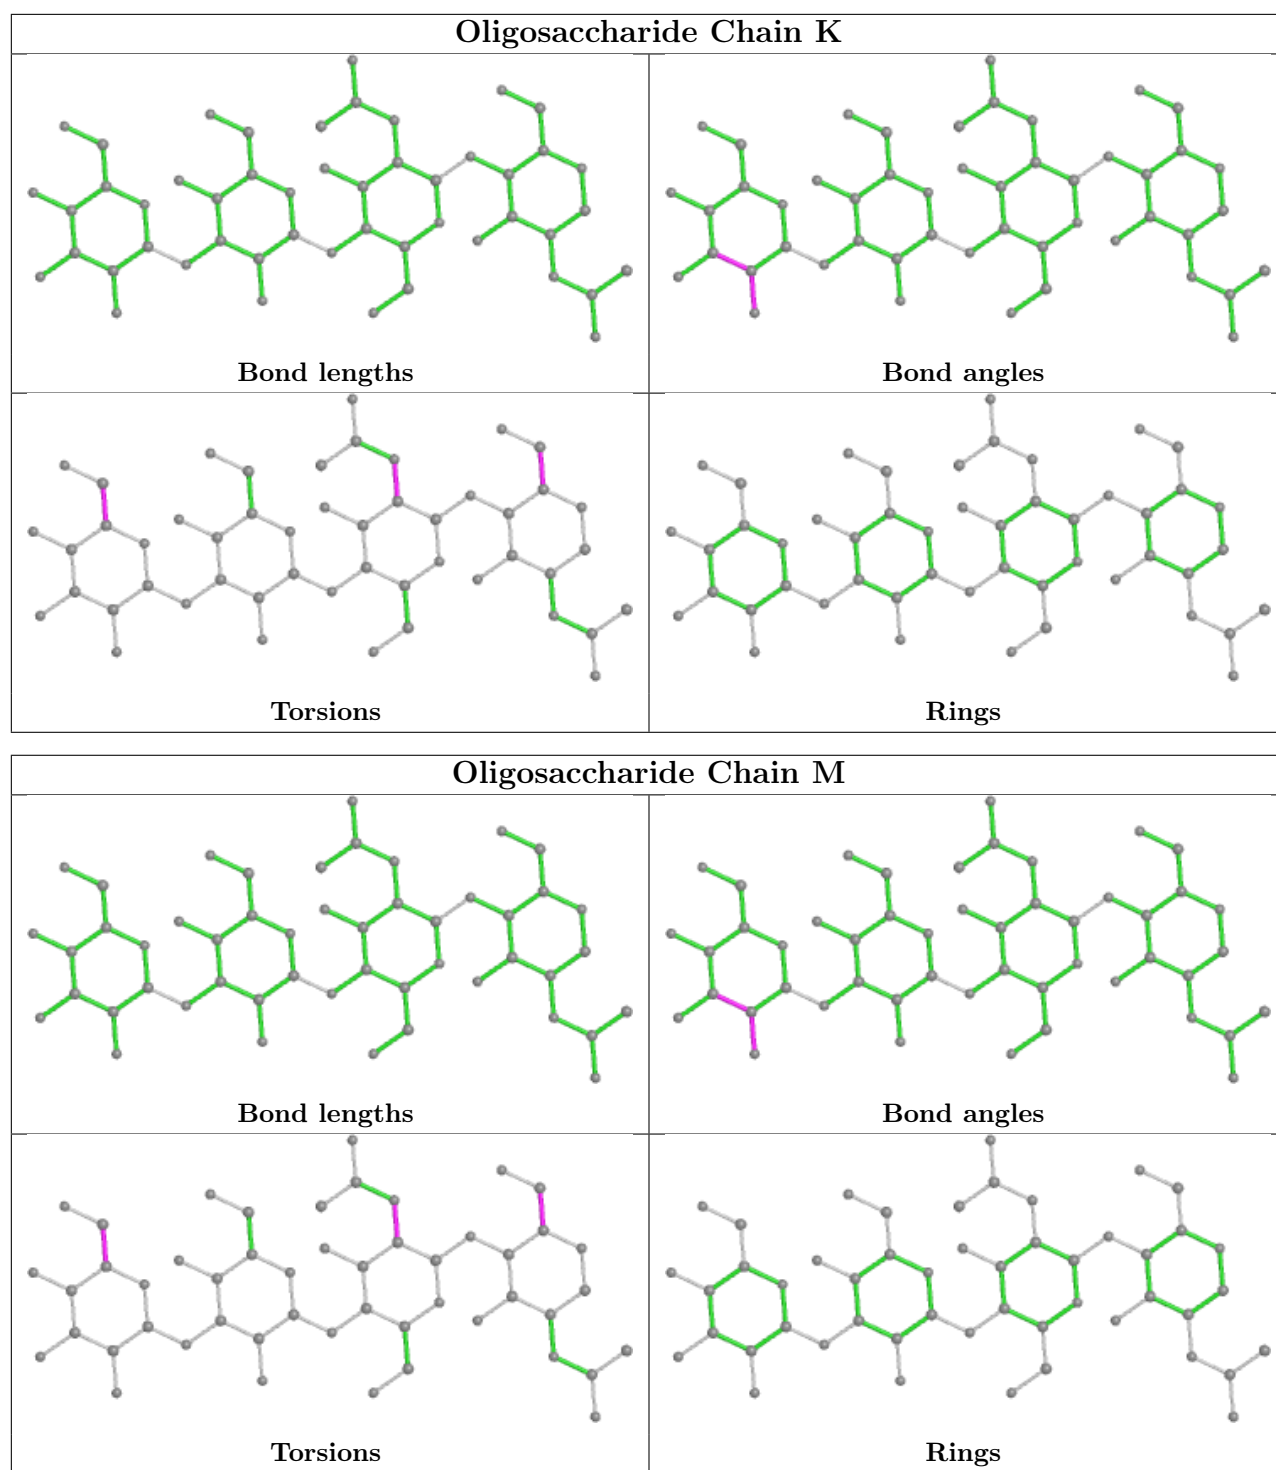 Oligosaccharide Chain K
Bond lengths
Bond angles
Torsions
Rings
Oligosaccharide Chain M
Bond lengths
Bond angles
Torsions
Rings